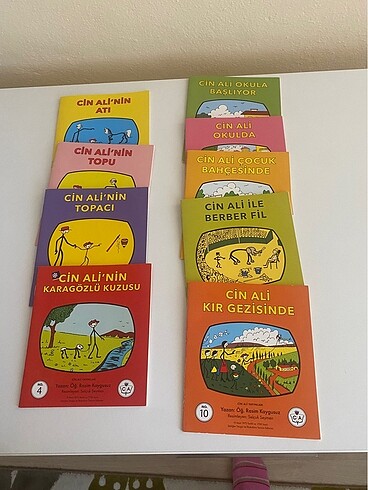 CİN ALİ'NİN
ATI
CİN ALİ'NİN
TOPU
CİN ALİ'NİN
TOPACI
CİN ALİ'NİN
KARAGÖZLÜ KUZUSU
NO.
4
Yazan: Öğ. Rasim Kaygusuz
CİN ALİ OKULA
BAŞLIYOR
CİN ALİ
OKULDA
CİN ALİ ÇOCUK
BAHÇESİNDE
CİN ALİ İLE
BERBER FİL
CİN ALİ
KIR GEZİSİNDE
NO.
10
Yazan: Öğ. Rasim Kaygusuz